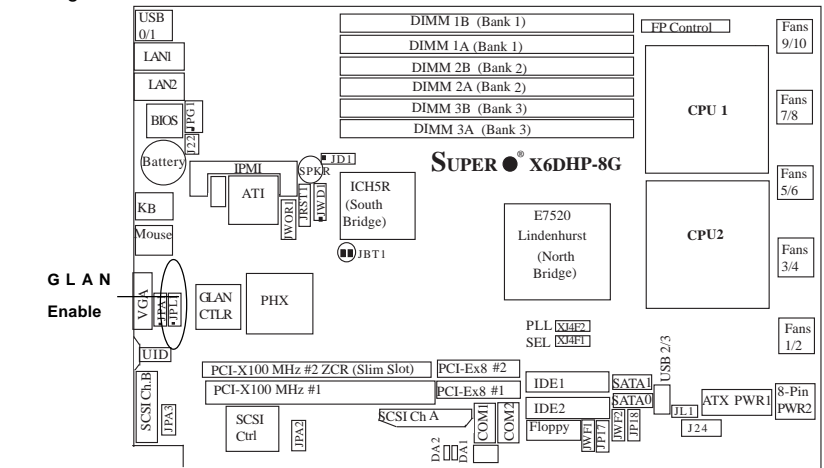 USB
0/1
LAN1
LAN2
BIOS
JPG1
J22
Battery
KB
Mouse
G L A N
Enable
VGA
JPA1
JPL1
GLAN
CTLR
PHX
UID
SCSI Ch.B
JPA3
DIMM 1B (Bank 1)
DIMM 1A (Bank 1)
DIMM 2B (Bank 2)
DIMM 2A (Bank 2)
DIMM 3B (Bank 3)
DIMM 3A (Bank 3)
SUPER ● ® X6DHP-8G
IPMI
ATI
SPKR
JD1
JWOR1
JRST1
JWD1
ICH5R
(South
Bridge)
JBT1
E7520
Lindenhurst
(North
Bridge)
FP Control
CPU 1
CPU2
Fans
9/10
Fans
7/8
Fans
5/6
Fans
3/4
Fans
1/2
PLL XJ4F2
SEL XJ4F1
PCI-X100 MHz #2 ZCR (Slim Slot)
PCI-X100 MHz #1
PCI-Ex8 #2
PCI-Ex8 #1
SCSI
Ctrl
JPA2
SCSI Ch A
DA2
DA1
COM1
COM2
IDE1
IDE2
Floppy
JWF1
JP17
JWF2
JP18
SATA1
SATA0
USB 2/3
JL1
J24
ATX PWR1
8-Pin
PWR2